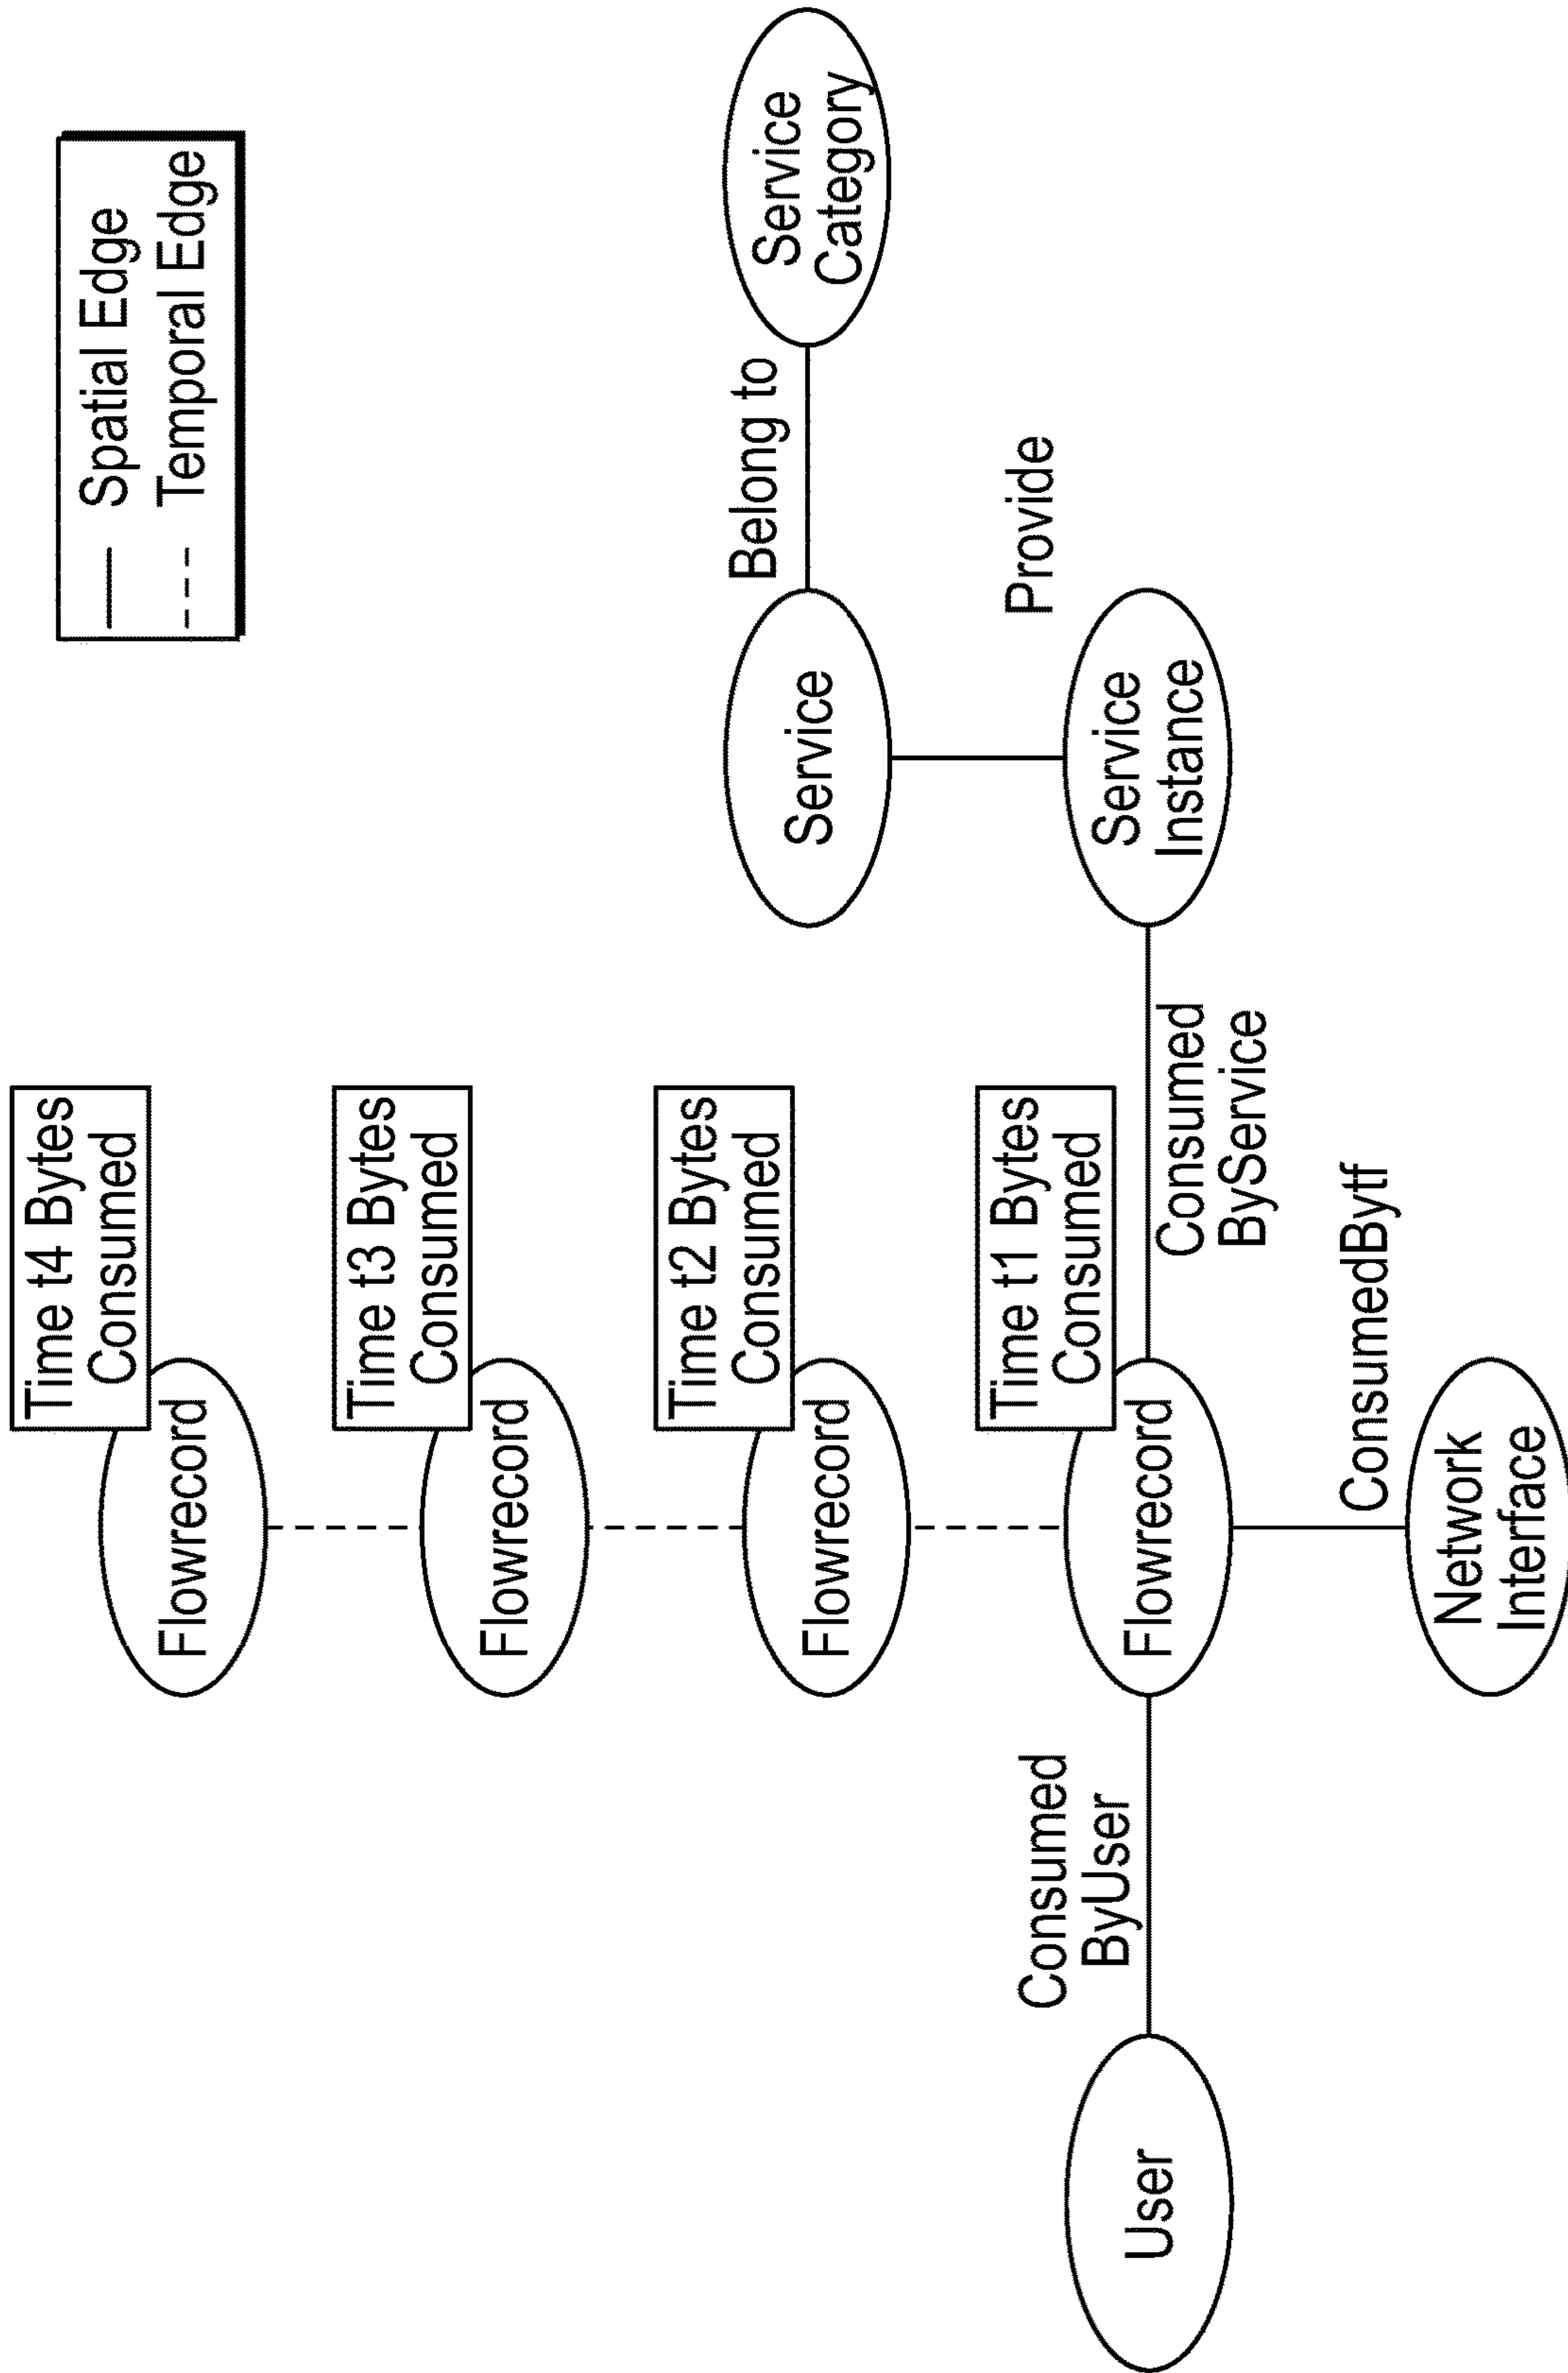 Spatial Edge
Temporal Edge
Time t4 Bytes
Consumed
Flowrecord
Time t3 Bytes
Consumed
Flowrecord
Time t2 Bytes
Consumed
Flowrecord
Service
Belong to
Service
Category
Time t1 Bytes
Consumed
User
Consumed
ByUser
Flowrecord
Consumed
ByService
Service
Instance
Provide
ConsumedBytf
Network
Interface